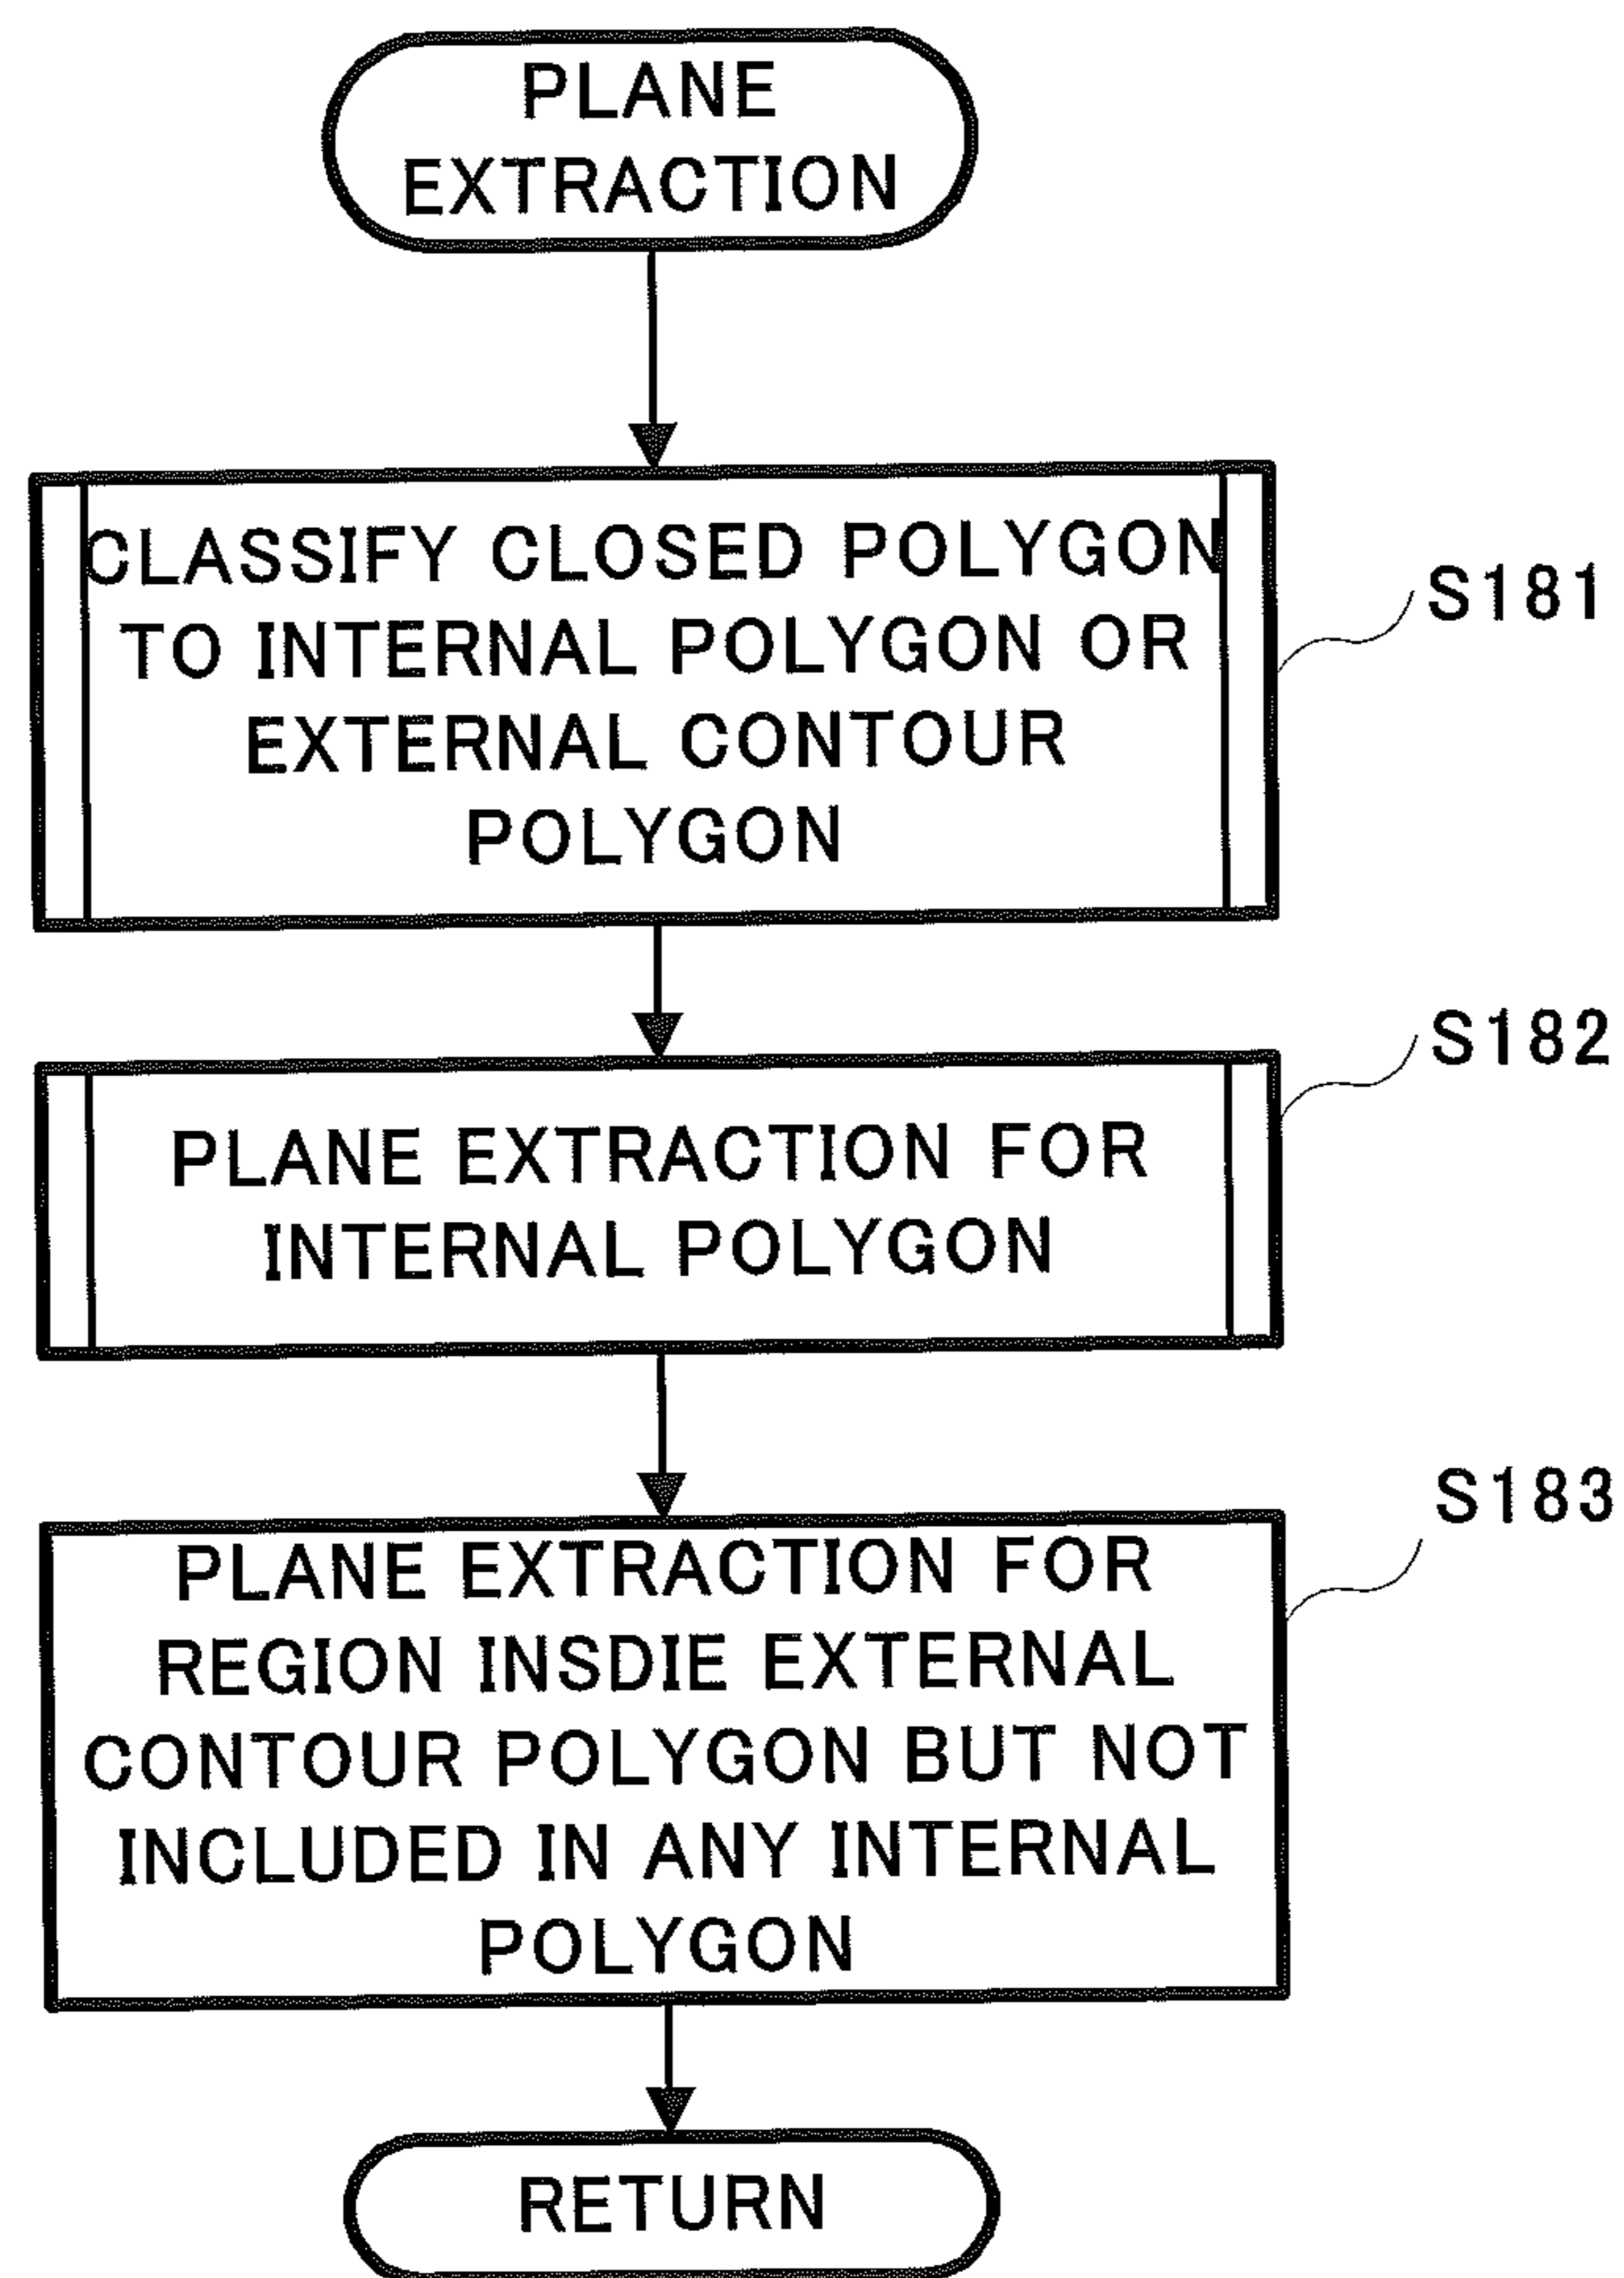 PLANE
EXTRACTION
CLASSIFY CLOSED POLYGON
TO INTERNAL POLYGON OR
EXTERNAL CONTOUR
POLYGON
S181
S182
PLANE EXTRACTION FOR
INTERNAL POLYGON
S183
PLANE EXTRACTION FOR
REGION INSDIE EXTERNAL
CONTOUR POLYGON BUT NOT
INCLUDED IN ANY INTERNAL
POLYGON
RETURN